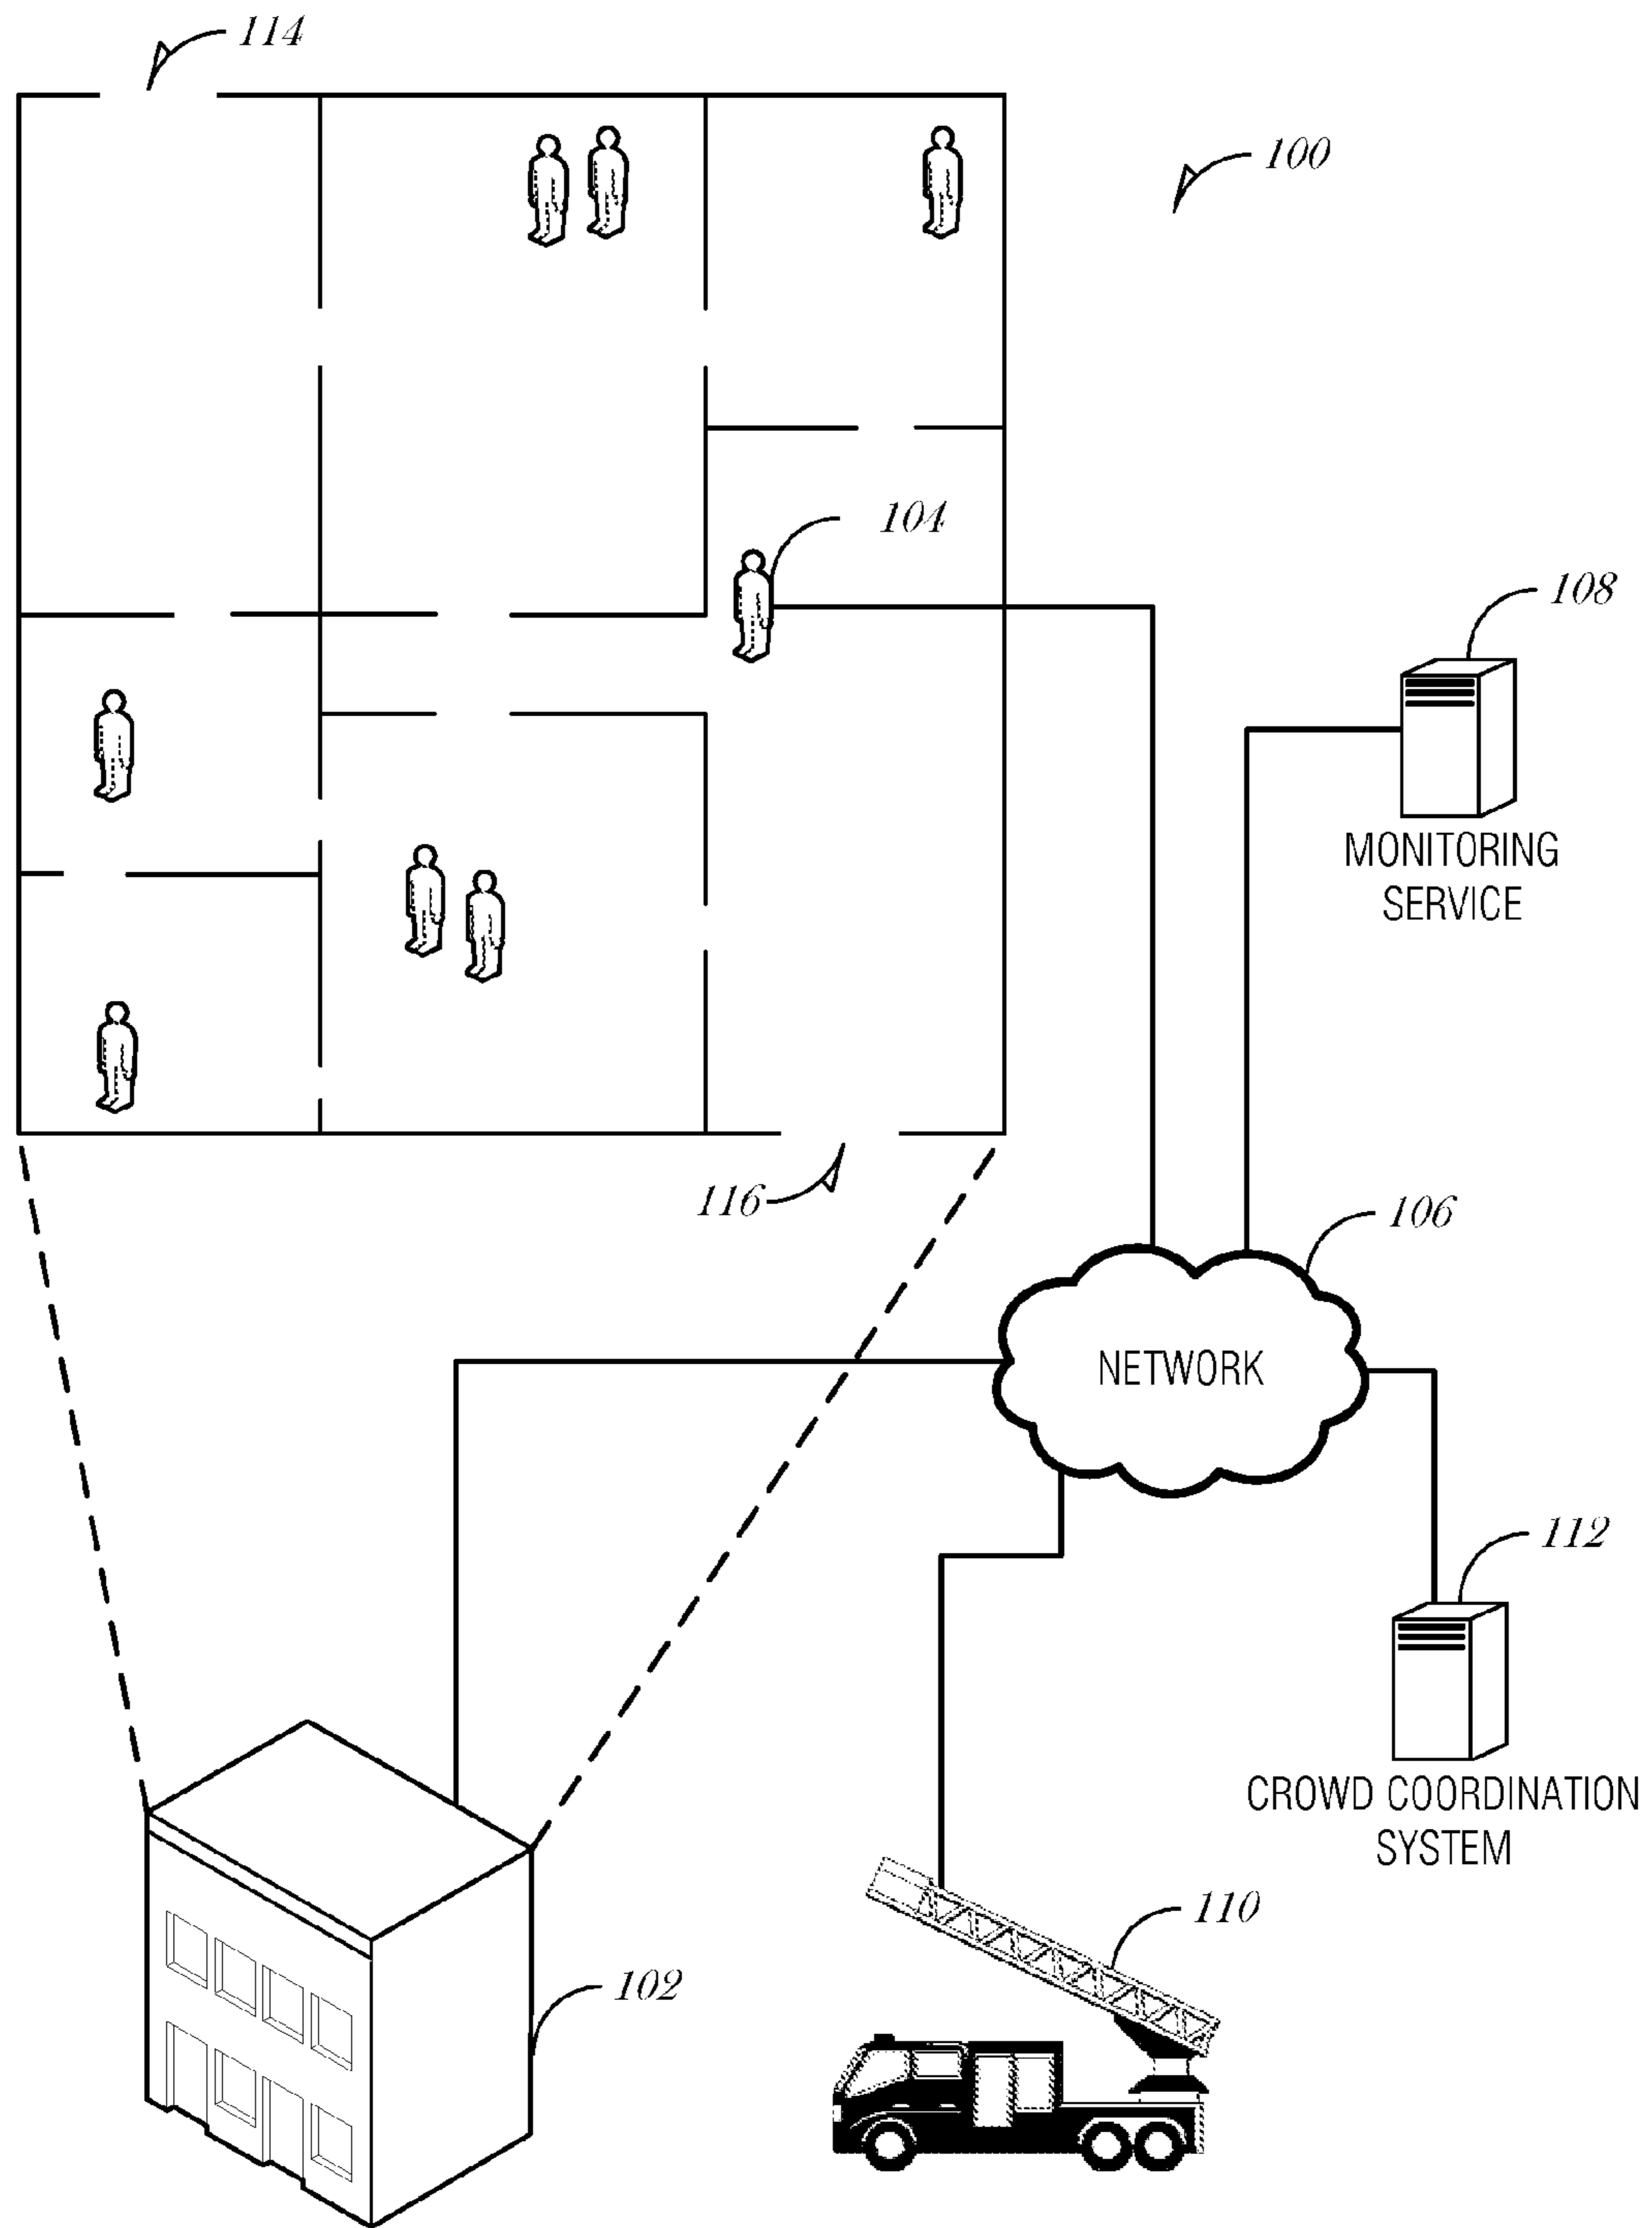 114
100
104
108
MONITORING
SERVICE
116
106
NETWORK
112
CROWD COORDINATION
SYSTEM
110
102